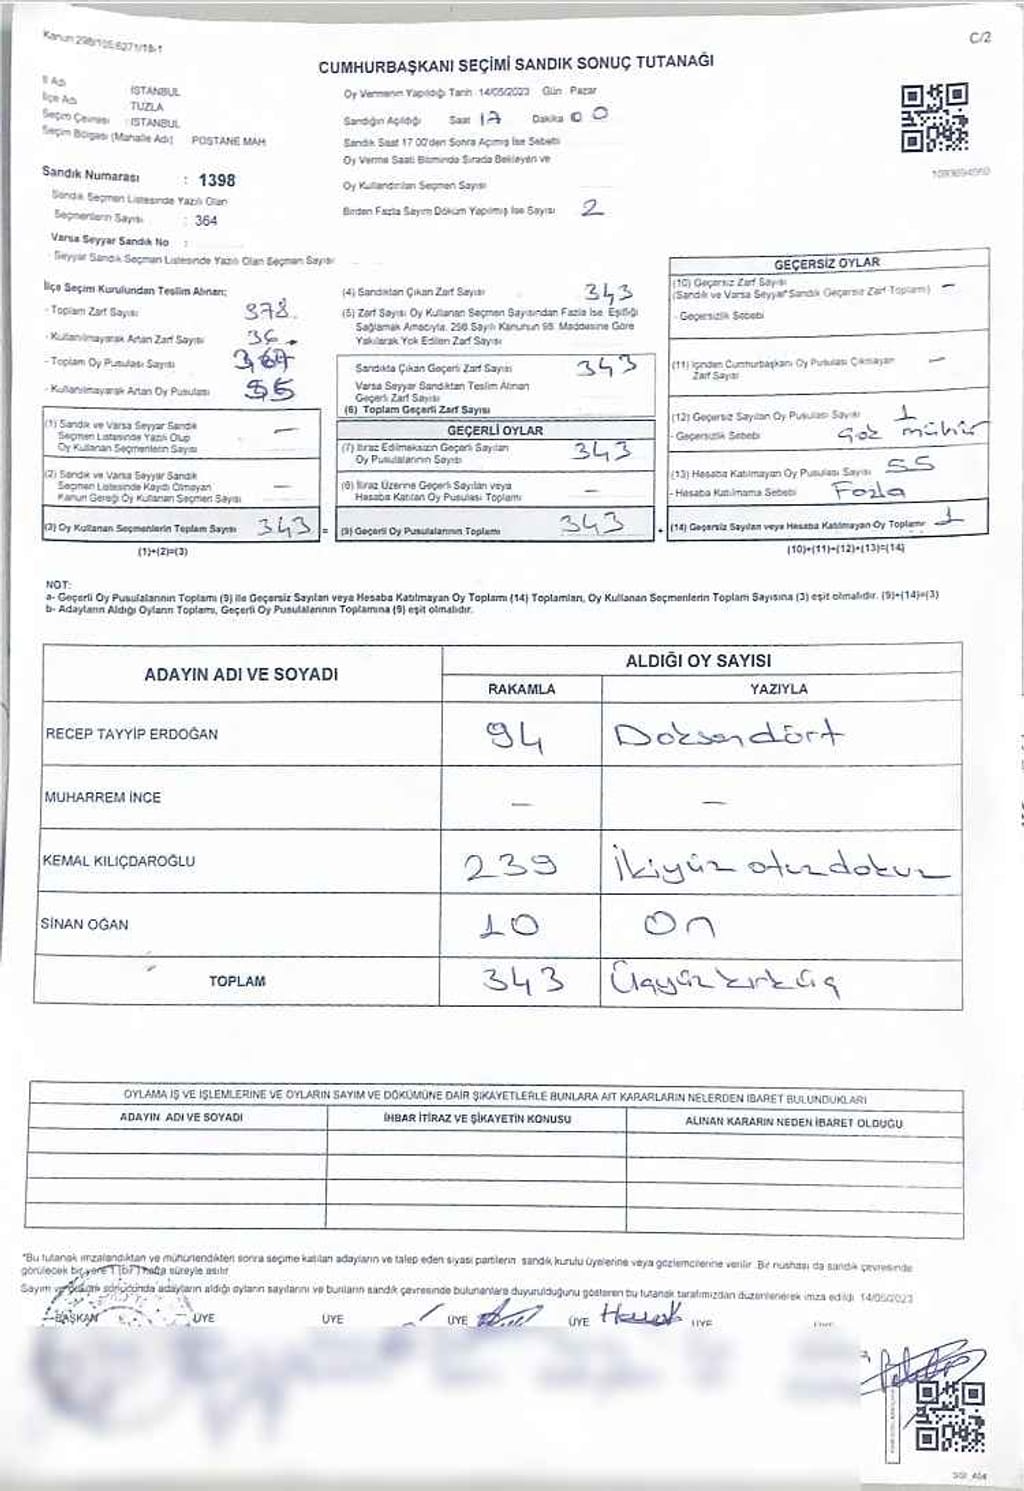 Kanun 298/105-6271/18-1
C/2
CUMHURBAŞKANI SEÇİMİ SANDIK SONUÇ TUTANAĞI
İl Adı : İSTANBUL
İlçe Adı : TUZLA
Seçim Çevresi : İSTANBUL
Seçim Bölgesi (Mahalle Adı) : POSTANE MAH
Sandık Numarası : 1398
Sandık Seçmen Listesinde Yazılı Olan
Seçmenlerin Sayısı : 364
Varsa Seyyar Sandık No :
- Seyyar Sandık Seçmen Listesinde Yazılı Olan Seçmen Sayısı
Oy Vermenin Yapıldığı Tarih : 14/05/2023 Gün : Pazar
Sandığın Açıldığı Saat 17 Dakika 00
Sandık Saat 17.00'den Sonra Açılmış İse Sebebi
Oy Verme Saati Bitiminde Sırada Bekleyen ve
Oy Kullandırılan Seçmen Sayısı
Birden Fazla Sayım Döküm Yapılmış İse Sayısı 2
İlçe Seçim Kurulundan Teslim Alınan;
- Toplam Zarf Sayısı 378
- Kullanılmayarak Artan Zarf Sayısı
- Toplam Oy Pusulası Sayısı
- Kullanılmayarak Artan Oy Pusulası
(1) Sandık ve Varsa Seyyar Sandık
Seçmen Listesinde Yazılı Olup
Oy Kullanan Seçmenlerin Sayısı —
(2) Sandık ve Varsa Seyyar Sandık
Seçmen Listesinde Kaydı Olmayan
Kanun Gereği Oy Kullanan Seçmen Sayısı —
(3) Oy Kullanan Seçmenlerin Toplam Sayısı 343 =
(1)+(2)=(3)
(4) Sandıktan Çıkan Zarf Sayısı 343
(5) Zarf Sayısı Oy Kullanan Seçmen Sayısından Fazla İse, Eşitliği
Sağlamak Amacıyla, 298 Sayılı Kanunun 98. Maddesine Göre
Yakılarak Yok Edilen Zarf Sayısı
Sandıkta Çıkan Geçerli Zarf Sayısı 343
Varsa Seyyar Sandıktan Teslim Alınan
Geçerli Zarf Sayısı
(6) Toplam Geçerli Zarf Sayısı
GEÇERLİ OYLAR
(7) İtiraz Edilmeksizin Geçerli Sayılan
Oy Pusulalarının Sayısı 343
(8) İtiraz Üzerine Geçerli Sayılan veya
Hesaba Katılan Oy Pusulası Toplamı —
(9) Geçerli Oy Pusulalarının Toplamı 343 +
GEÇERSİZ OYLAR
(10) Geçersiz Zarf Sayısı
(Sandık ve Varsa Seyyar Sandık Geçersiz Zarf Toplamı) —
- Geçersizlik Sebebi
(11) İçinden Cumhurbaşkanı Oy Pusulası Çıkmayan
Zarf Sayısı —
(12) Geçersiz Sayılan Oy Pusulası Sayısı 1
- Geçersizlik Sebebi çok mühür
(13) Hesaba Katılmayan Oy Pusulası Sayısı 55
- Hesaba Katılmama Sebebi Fazla
(14) Geçersiz Sayılan veya Hesaba Katılmayan Oy Toplamı 1
(10)+(11)+(12)+(13)=(14)
NOT:
a- Geçerli Oy Pusulalarının Toplamı (9) ile Geçersiz Sayılan veya Hesaba Katılmayan Oy Toplamı (14) Toplamları, Oy Kullanan Seçmenlerin Toplam Sayısına (3) eşit olmalıdır. (9)+(14)=(3)
b- Adayların Aldığı Oyların Toplamı, Geçerli Oy Pusulalarının Toplamına (9) eşit olmalıdır.
ADAYIN ADI VE SOYADI ALDIĞI OY SAYISI
RAKAMLA YAZIYLA
RECEP TAYYİP ERDOĞAN 94 Doksandört
MUHARREM İNCE — —
KEMAL KILIÇDAROĞLU 239 İkiyüz otuzdokuz
SİNAN OĞAN 10 On
TOPLAM 343 Üçyüzkırküç
OYLAMA İŞ VE İŞLEMLERİNE VE OYLARIN SAYIM VE DÖKÜMÜNE DAİR ŞİKAYETLERLE BUNLARA AİT KARARLARIN NELERDEN İBARET BULUNDUKLARI
ADAYIN ADI VE SOYADI İHBAR İTİRAZ VE ŞİKAYETİN KONUSU ALINAN KARARIN NEDEN İBARET OLDUĞU
*Bu tutanak imzalandıktan ve mühürlendikten sonra seçime katılan adayların ve talep eden siyasi partilerin sandık kurulu üyelerine veya gözlemcilerine verilir. Bir nüshası da sandık çevresinde
görülecek bir yere 1 (bir) hafta süreyle asılır.
Sayım ve döküm sonucunda adayların aldığı oyların sayılarını ve bunların sandık çevresinde bulunanlara duyurulduğunu gösteren bu tutanak tarafımızdan düzenlenerek imza edildi. 14/05/2023
BAŞKAN ÜYE ÜYE ÜYE ÜYE ÜYE